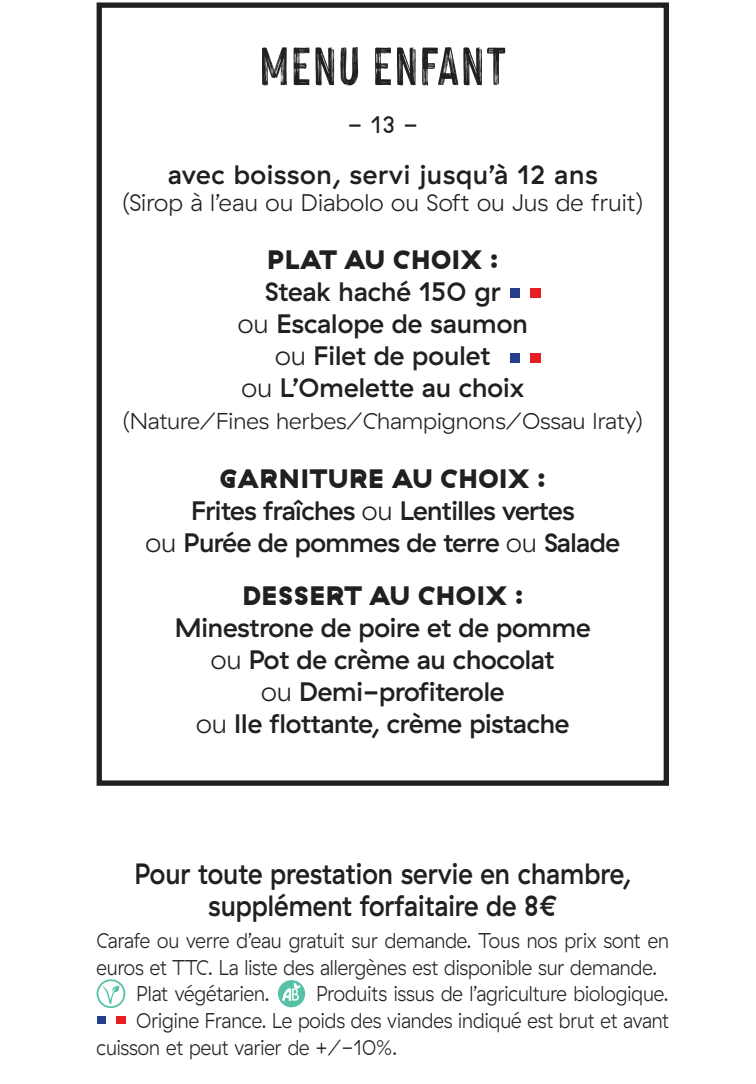 MENU ENFANT
– 13 –
avec boisson, servi jusqu’à 12 ans
(Sirop à l’eau ou Diabolo ou Soft ou Jus de fruit)
PLAT AU CHOIX :
Steak haché 150 gr
ou Escalope de saumon
ou Filet de poulet
ou L’Omelette au choix
(Nature/Fines herbes/Champignons/Ossau Iraty)
GARNITURE AU CHOIX :
Frites fraîches ou Lentilles vertes
ou Purée de pommes de terre ou Salade
DESSERT AU CHOIX :
Minestrone de poire et de pomme
ou Pot de crème au chocolat
ou Demi-profiterole
ou Ile flottante, crème pistache
Pour toute prestation servie en chambre,
supplément forfaitaire de 8€
Carafe ou verre d’eau gratuit sur demande. Tous nos prix sont en
euros et TTC. La liste des allergènes est disponible sur demande.
V Plat végétarien. AB Produits issus de l’agriculture biologique.
Origine France. Le poids des viandes indiqué est brut et avant
cuisson et peut varier de +/-10%.